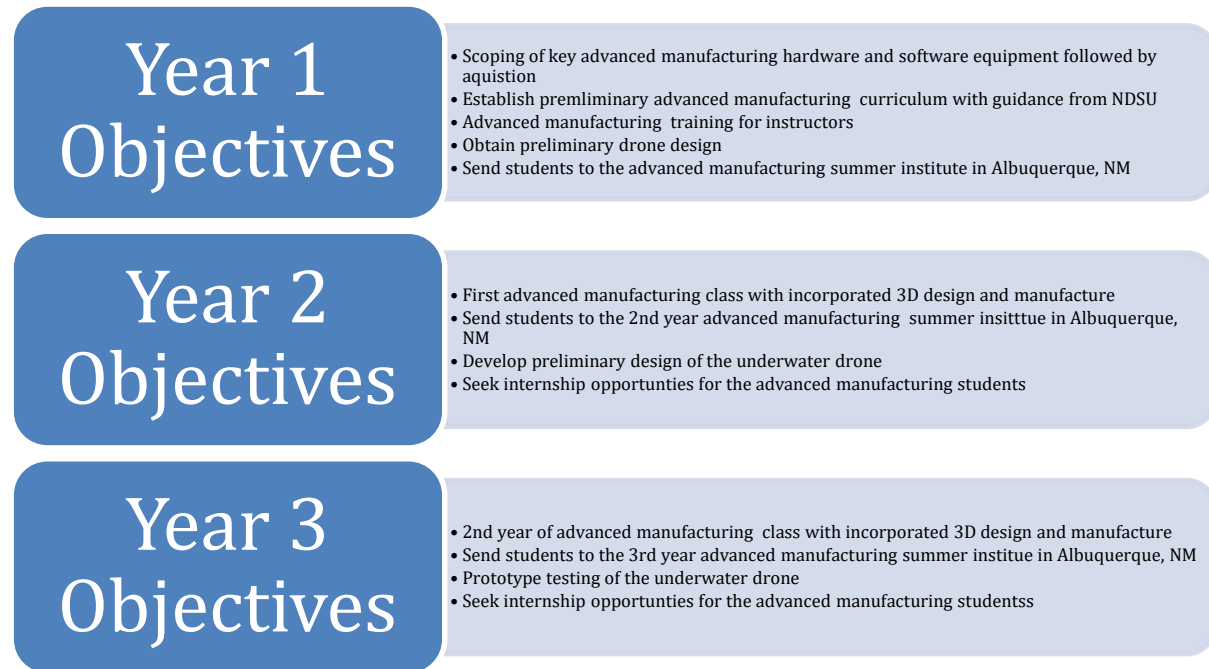 Year 1
Objectives
• Scoping of key advanced manufacturing hardware and software equipment followed by
aquistion
• Establish premliminary advanced manufacturing  curriculum with guidance from NDSU
• Advanced manufacturing  training for instructors
• Obtain preliminary drone design
• Send students to the advanced manufacturing summer institute in Albuquerque, NM
Year 2
Objectives
• First advanced manufacturing class with incorporated 3D design and manufacture
• Send students to the 2nd year advanced manufacturing  summer insitttue in Albuquerque,
NM
• Develop preliminary design of the underwater drone
• Seek internship opportunties for the advanced manufacturing students
Year 3
Objectives
• 2nd year of advanced manufacturing  class with incorporated 3D design and manufacture
• Send students to the 3rd year advanced manufacturing summer institue in Albuquerque, NM
• Prototype testing of the underwater drone
• Seek internship opportunties for the advanced manufacturing studentss